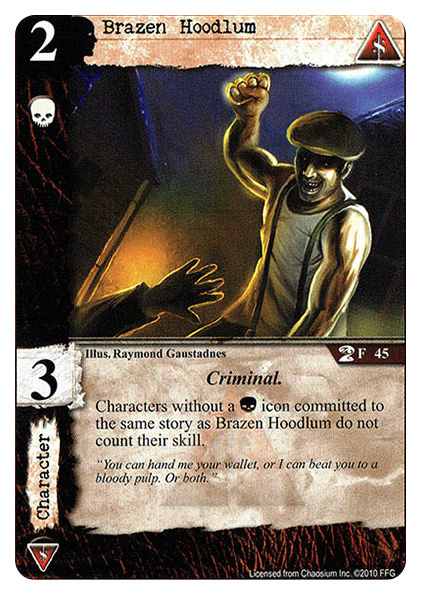 2
Brazen Hoodlum
Illus. Raymond Gaustadnes
F 45
3
Criminal.
Characters without a icon committed to
the same story as Brazen Hoodlum do not
count their skill.
"You can hand me your wallet, or I can beat you to a
bloody pulp. Or both."
Character
Licensed from Chaosium Inc. ©2010 FFG